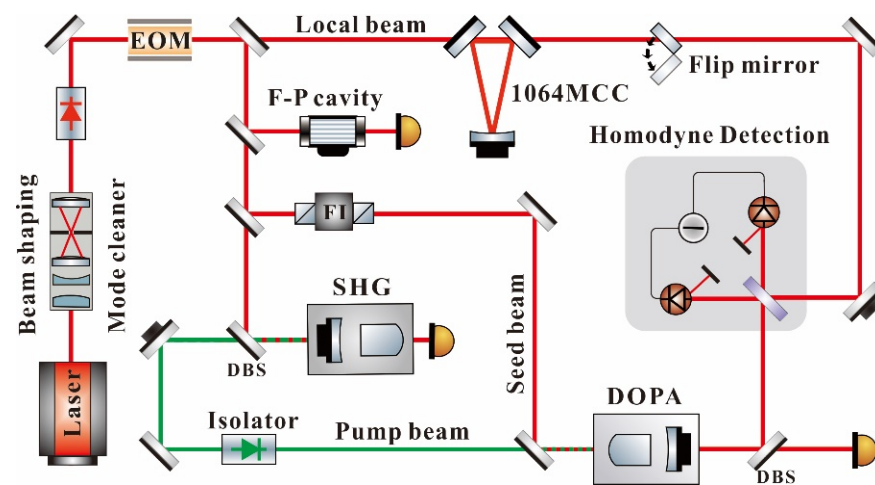 Local beam
EOM
Flip mirror
F-P cavity
1064MCC
Homodyne Detection
Beam shaping
Mode cleaner
FI
SHG
Seed beam
DBS
Laser
Isolator
Pump beam
DOPA
DBS